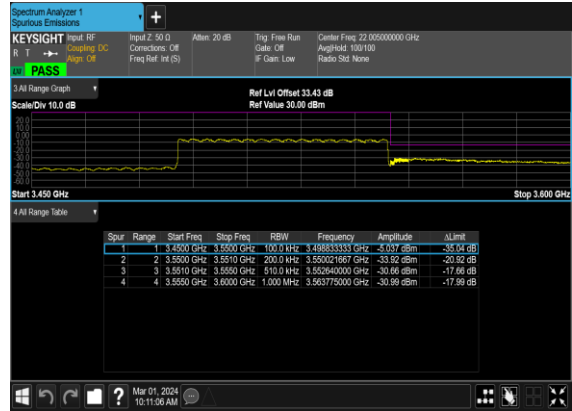 Spectrum Analyzer 1
Spurious Emissions
KEYSIGHT Input: RF
R T Coupling: DC
Align: Off
Input Z: 50 Ω
Corrections: Off
Freq Ref: Int (S)
Atten: 20 dB
Trig: Free Run
Gate: Off
IF Gain: Low
Center Freq: 22.005000000 GHz
Avg|Hold: 100/100
Radio Std: None
PASS
3 All Range Graph
Scale/Div 10.0 dB
Ref Lvl Offset 33.43 dB
Ref Value 30.00 dBm
20.0
10.0
0.00
-10.0
-20.0
-30.0
-40.0
-50.0
-60.0
Start 3.450 GHz Stop 3.600 GHz
4 All Range Table
Spur Range Start Freq Stop Freq RBW Frequency Amplitude ΔLimit
1 1 3.4500 GHz 3.5500 GHz 100.0 kHz 3.498833333 GHz -5.037 dBm -35.04 dB
2 2 3.5500 GHz 3.5510 GHz 200.0 kHz 3.550021667 GHz -33.92 dBm -20.92 dB
3 3 3.5510 GHz 3.5550 GHz 510.0 kHz 3.552640000 GHz -30.66 dBm -17.66 dB
4 4 3.5550 GHz 3.6000 GHz 1.000 MHz 3.563775000 GHz -30.99 dBm -17.99 dB
Mar 01, 2024
10:11:06 AM